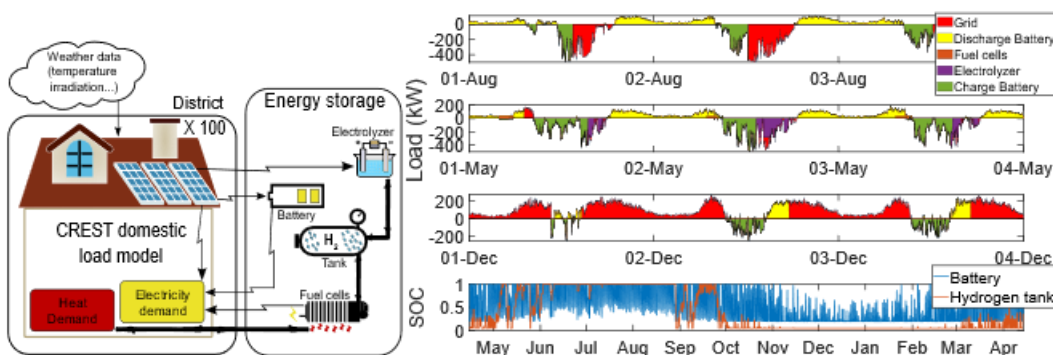 Weather data
(temperature
irradiation...)
District
X 100
Energy storage
Electrolyzer
Battery
CREST domestic
load model
H2
Tank
Fuel cells
Heat
Demand
Electricity
demand
Load (kW)
0
-200
-400
01-Aug
02-Aug
03-Aug
Grid
Discharge Battery
Fuel cells
Electrolyzer
Charge Battery
200
0
-200
-400
01-May
02-May
03-May
04-May
200
0
-200
01-Dec
02-Dec
03-Dec
04-Dec
SOC
1
0.5
0
Battery
Hydrogen tank
May
Jun
Jul
Aug
Sep
Oct
Nov
Dec
Jan
Feb
Mar
Apr